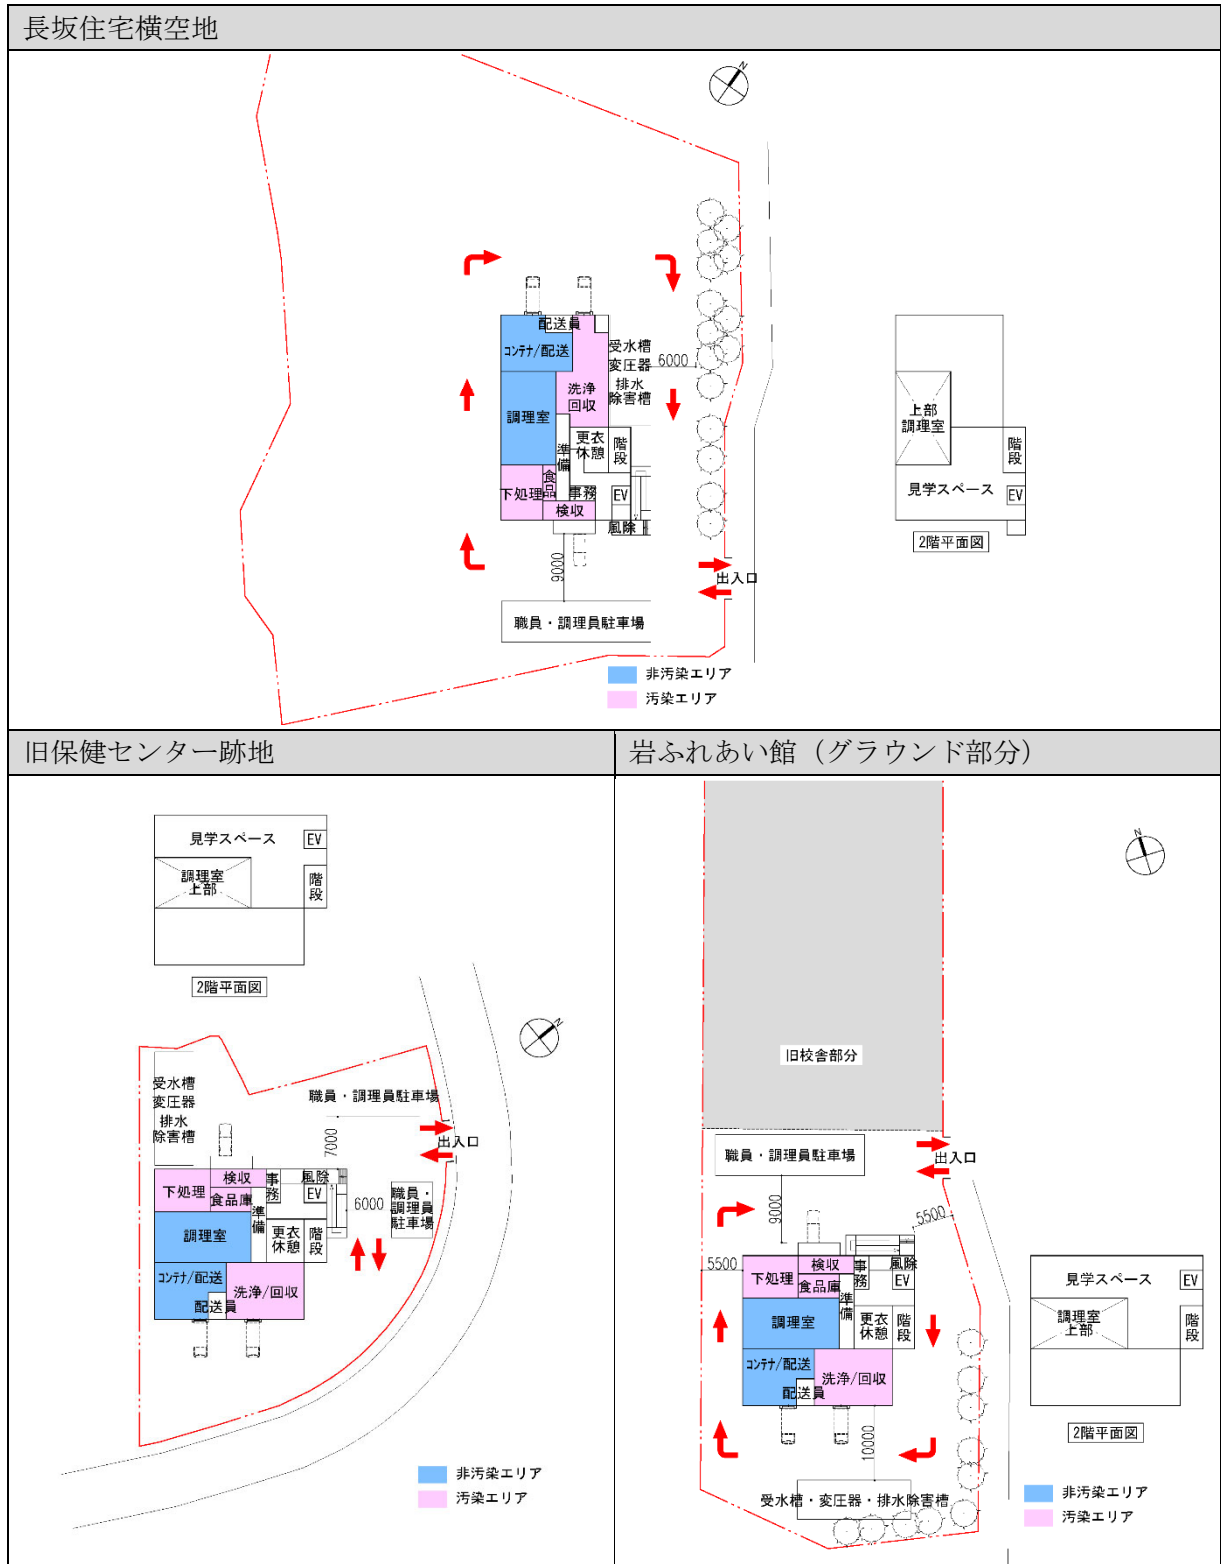 長坂住宅横空地
N
配送員
コンテナ/配送
受水槽
変圧器
排水
除害槽
6000
洗浄
回収
調理室
準備
更衣
休憩
階段
下処理
食品
事務
EV
検収
風除
9000
出入口
職員・調理員駐車場
上部
調理室
階段
見学スペース
EV
2階平面図
非汚染エリア
汚染エリア
旧保健センター跡地
見学スペース
EV
調理室
上部
階段
2階平面図
N
受水槽
変圧器
排水
除害槽
職員・調理員駐車場
7000
出入口
下処理
検収
食品庫
事務
風除
EV
準備
6000
職員・
調理員
駐車場
調理室
更衣
休憩
階段
コンテナ/配送
配送員
洗浄/回収
非汚染エリア
汚染エリア
岩ふれあい館（グラウンド部分）
N
旧校舎部分
職員・調理員駐車場
出入口
9000
5500
5500
下処理
検収
食品庫
事務
風除
EV
準備
調理室
更衣
休憩
階段
コンテナ/配送
配送員
洗浄/回収
10000
受水槽・変圧器・排水除害槽
見学スペース
EV
調理室
上部
階段
2階平面図
非汚染エリア
汚染エリア